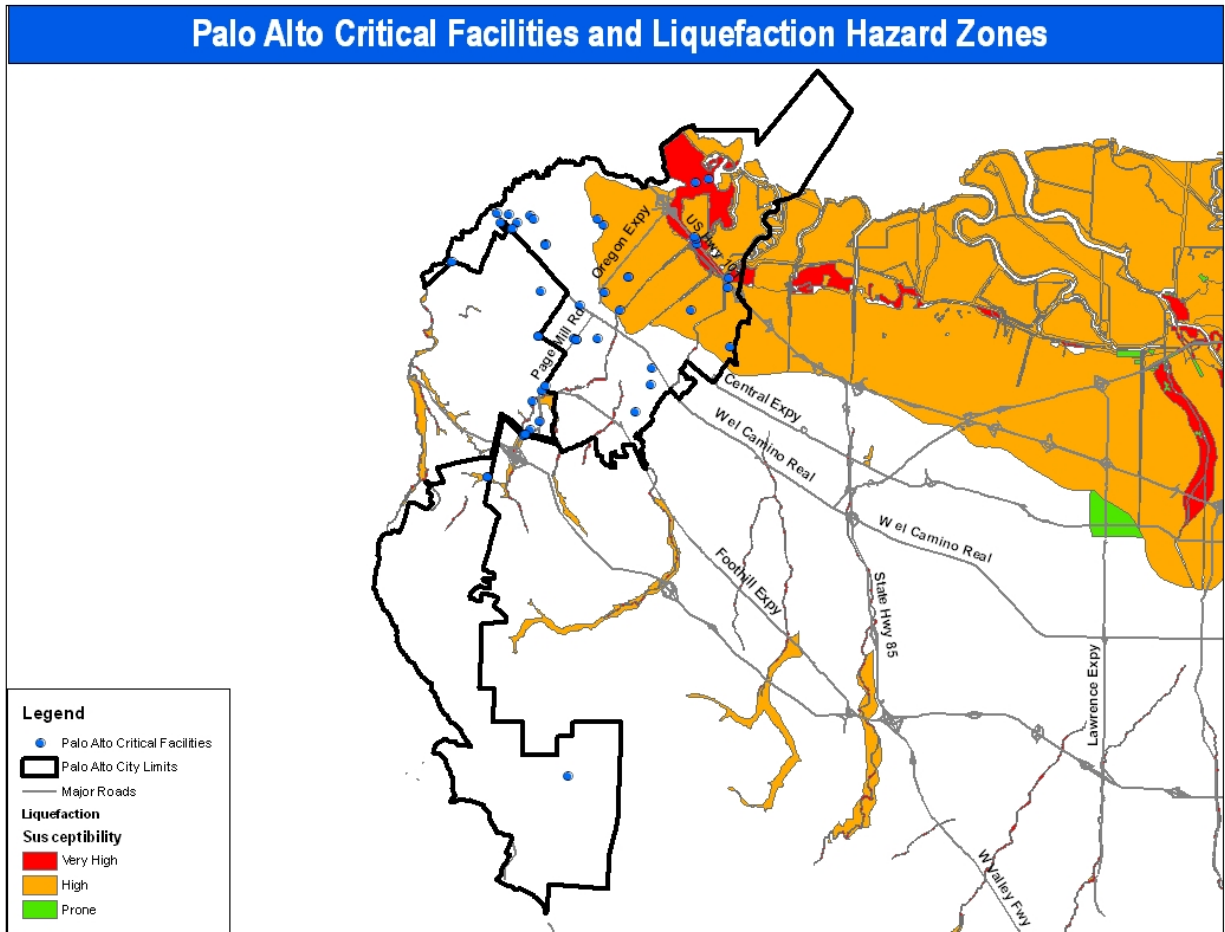 Palo Alto Critical Facilities and Liquefaction Hazard Zones
Oregon Expy
US Hwy 10
Page Mill Rd
Central Expy
W el Camino Real
W el Camino Real
Foothill Expy
State Hwy 85
Lawrence Expy
W Valley Fwy
Legend
Palo Alto Critical Facilities
Palo Alto City Limits
Major Roads
Liquefaction
Sus ceptibility
Very High
High
Prone